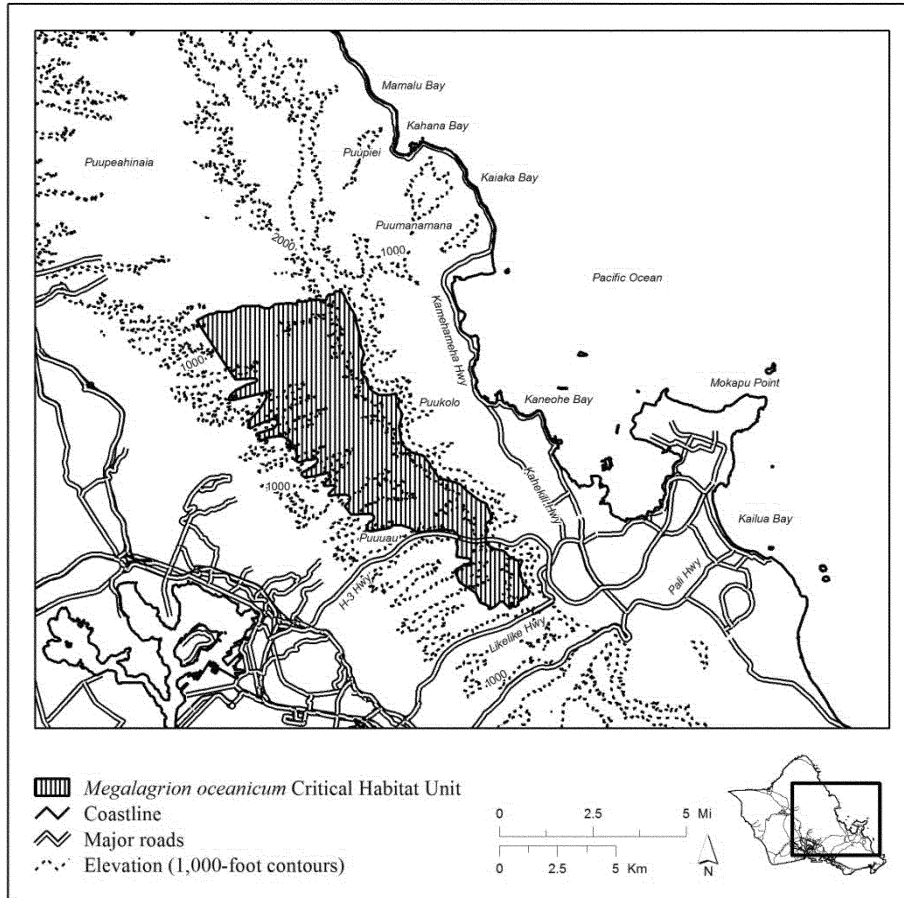 Mamalu Bay
Kahana Bay
Puupiei
Puupeahinaia
Kaiaka Bay
Puumanamana
2000
1000
Pacific Ocean
Kamehameha Hwy
1000
Mokapu Point
Puukolo
Kaneohe Bay
1000
Kahekili Hwy
Kailua Bay
Puuuau
H-3 Hwy
Pali Hwy
Likelike Hwy
1000
Megalagrion oceanicum Critical Habitat Unit
Coastline
Major roads
Elevation (1,000-foot contours)
0 2.5 5 Mi
0 2.5 5 Km
N